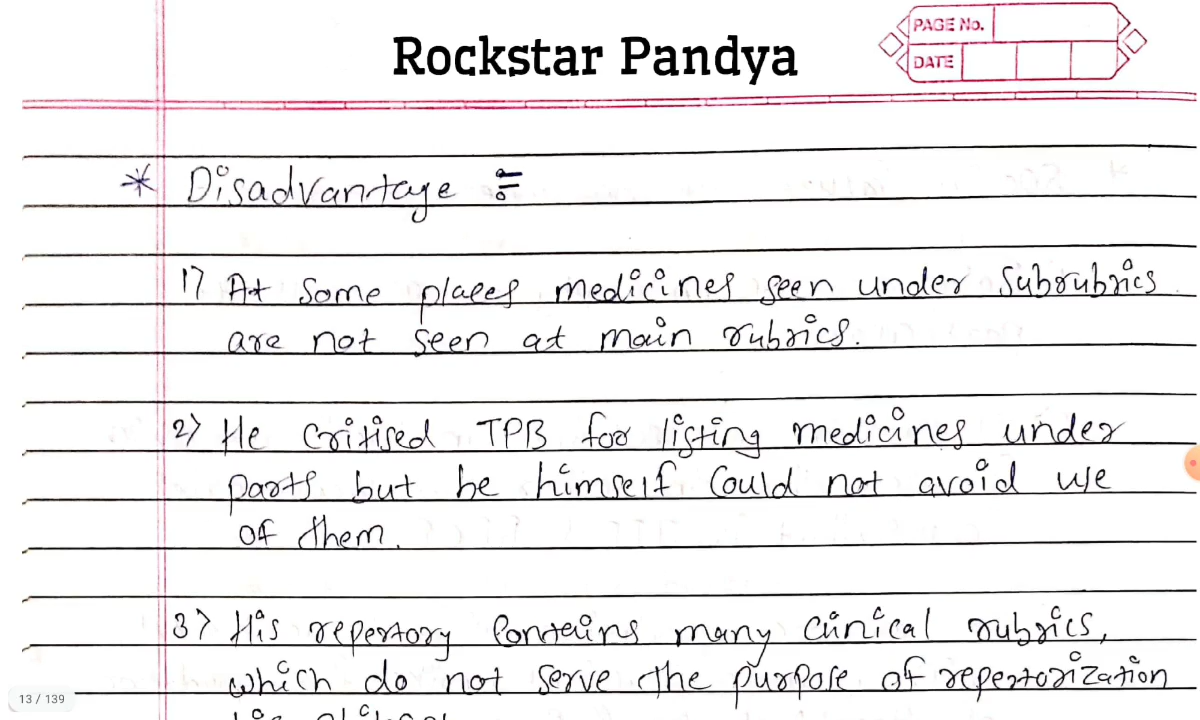 Rockstar Pandya
PAGE No.
DATE
* Disadvantage :-
1) At some places medicines seen under Subrubrics
are not seen at main rubrics.
2) He critised TPB for listing medicines under
parts but he himself could not avoid use
of them.
3) His repertory contains many clinical rubrics,
which do not serve the purpose of repertorization
13 / 139